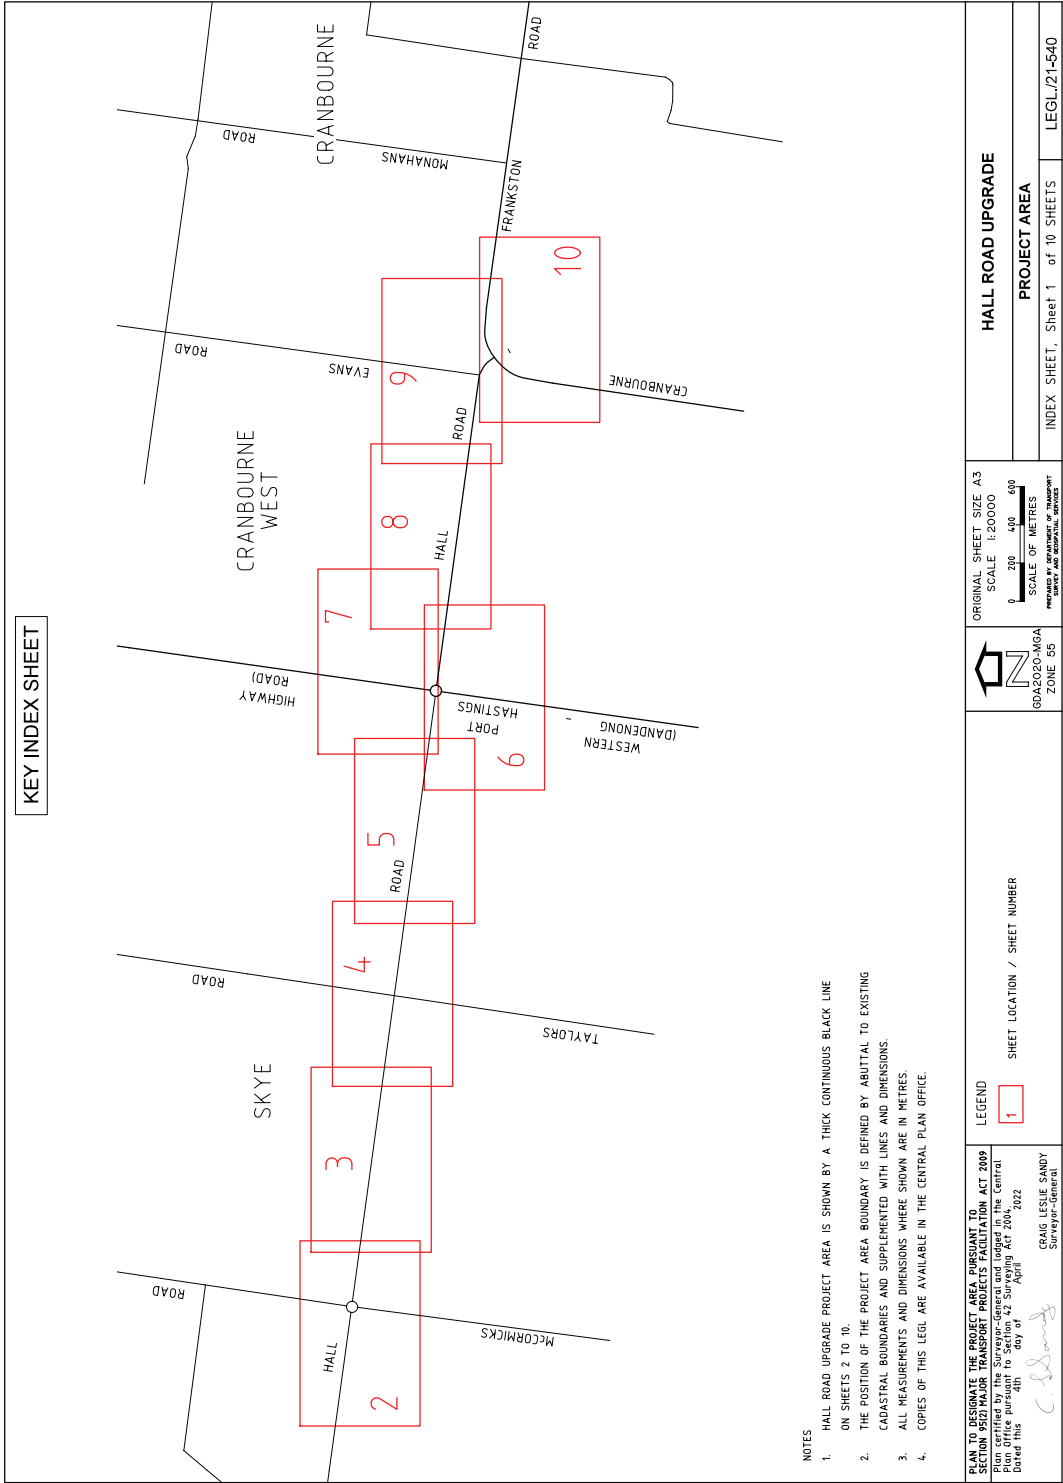 KEY INDEX SHEET
SKYE
CRANBOURNE
WEST
CRANBOURNE
HALL
ROAD
HALL
ROAD
McCORMICKS
ROAD
TAYLORS
ROAD
WESTERN
(DANDENONG
-
PORT
HASTINGS
HIGHWAY
ROAD)
EVANS
ROAD
MONAHANS
ROAD
CRANBOURNE
-
FRANKSTON
ROAD
2
3
4
5
6
7
8
9
10
NOTES
1. HALL ROAD UPGRADE PROJECT AREA IS SHOWN BY A THICK CONTINUOUS BLACK LINE
ON SHEETS 2 TO 10.
2. THE POSITION OF THE PROJECT AREA BOUNDARY IS DEFINED BY ABUTTAL TO EXISTING
CADASTRAL BOUNDARIES AND SUPPLEMENTED WITH LINES AND DIMENSIONS.
3. ALL MEASUREMENTS AND DIMENSIONS WHERE SHOWN ARE IN METRES.
4. COPIES OF THIS LEGL ARE AVAILABLE IN THE CENTRAL PLAN OFFICE.
PLAN TO DESIGNATE THE PROJECT AREA PURSUANT TO
SECTION 95(2) MAJOR TRANSPORT PROJECTS FACILITATION ACT 2009
Plan certified by the Surveyor-General and lodged in the Central
Plan Office pursuant to Section 42 Surveying Act 2004.
Dated this 4th day of April 2022
CRAIG LESLIE SANDY
Surveyor-General
LEGEND
1 SHEET LOCATION / SHEET NUMBER
N
GDA2020-MGA
ZONE 55
ORIGINAL SHEET SIZE A3
SCALE 1:20000
0 200 400 600
SCALE OF METRES
PREPARED BY DEPARTMENT OF TRANSPORT
SURVEY AND GEOSPATIAL SERVICES
HALL ROAD UPGRADE
PROJECT AREA
INDEX SHEET, Sheet 1 of 10 SHEETS
LEGL./21-540